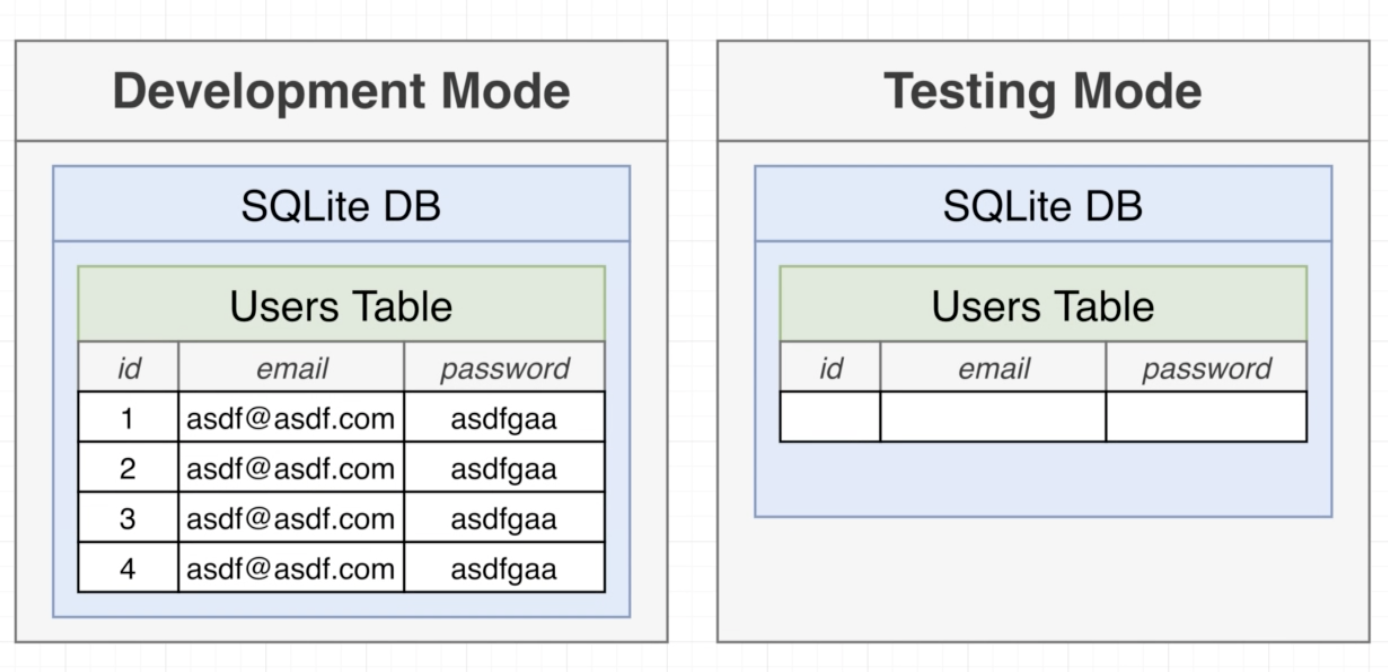 Development Mode
SQLite DB
Users Table
id email password
1 asdf@asdf.com asdfgaa
2 asdf@asdf.com asdfgaa
3 asdf@asdf.com asdfgaa
4 asdf@asdf.com asdfgaa
Testing Mode
SQLite DB
Users Table
id email password